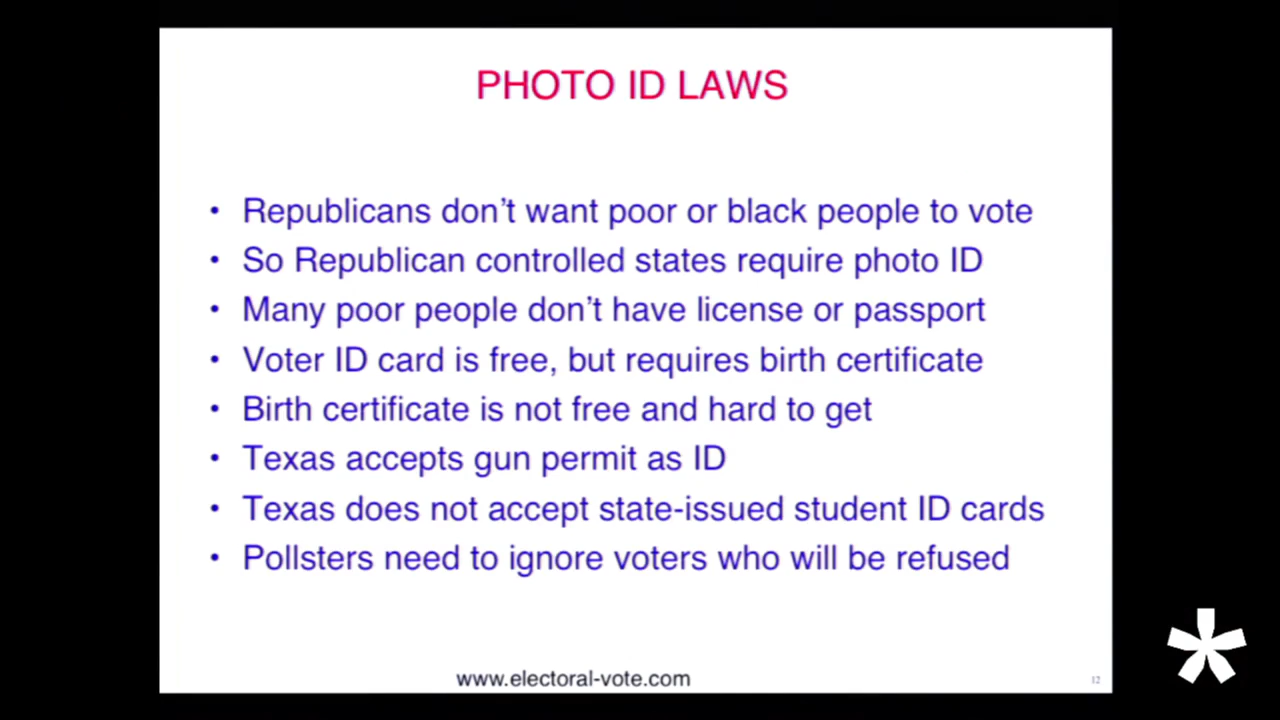 PHOTO ID LAWS
• Republicans don't want poor or black people to vote
• So Republican controlled states require photo ID
• Many poor people don't have license or passport
• Voter ID card is free, but requires birth certificate
• Birth certificate is not free and hard to get
• Texas accepts gun permit as ID
• Texas does not accept state-issued student ID cards
• Pollsters need to ignore voters who will be refused
www.electoral-vote.com
12